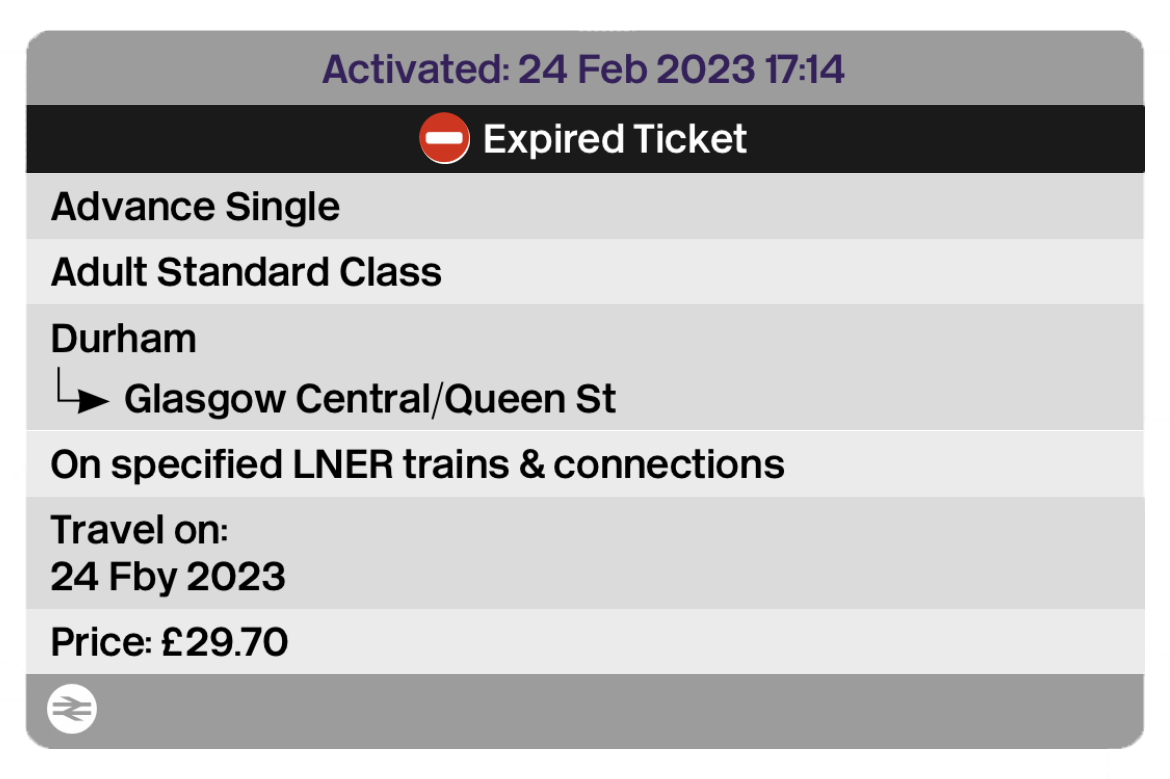 Activated: 24 Feb 2023 17:14
Expired Ticket
Advance Single
Adult Standard Class
Durham
Glasgow Central/Queen St
On specified LNER trains & connections
Travel on:
24 Fby 2023
Price: £29.70